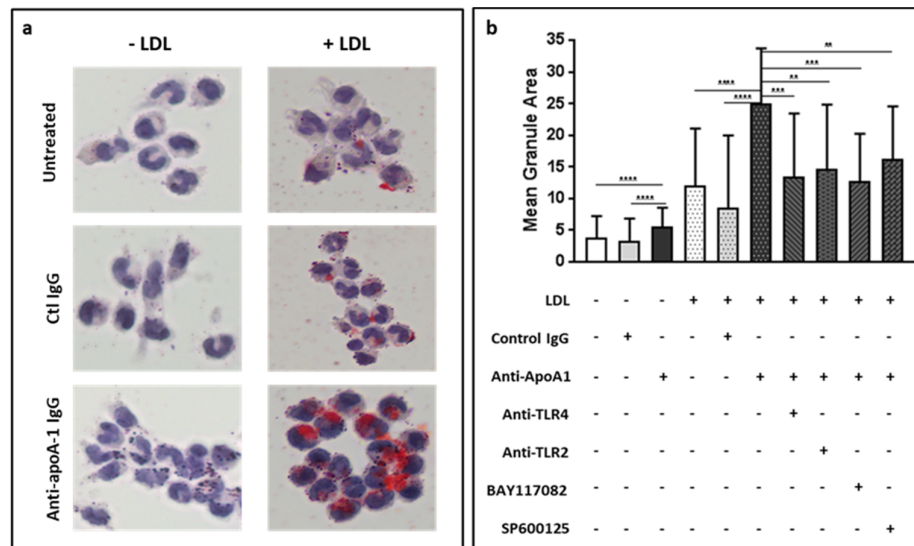 a
- LDL + LDL
Untreated
Ctl IgG
Anti-apoA-1 IgG
b
Mean Granule Area
35
30
25
20
15
10
5
0
****
****
****
****
***
**
***
**
LDL - - - + + + + + + +
Control IgG - + - - + - - - - -
Anti-ApoA1 - - + - - + + + + +
Anti-TLR4 - - - - - - + - - -
Anti-TLR2 - - - - - - - + - -
BAY117082 - - - - - - - - + -
SP600125 - - - - - - - - - +